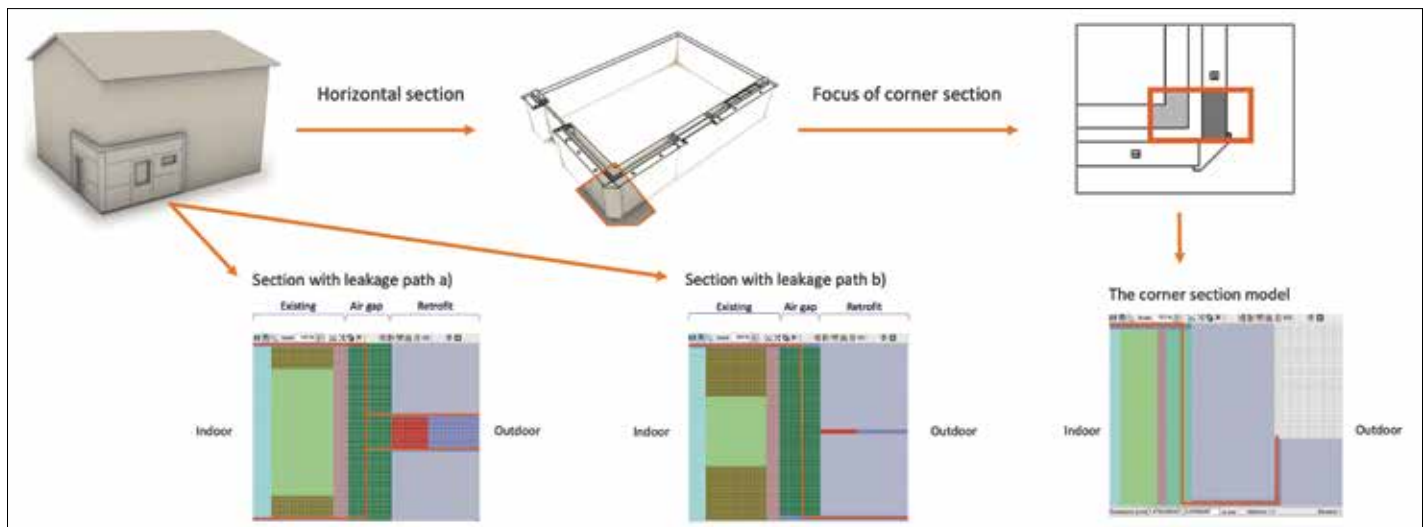 Horizontal section
Focus of corner section
Section with leakage path a)
Existing
Air gap
Retrofit
Indoor
Outdoor
Section with leakage path b)
Existing
Air gap
Retrofit
Indoor
Outdoor
The corner section model
Indoor
Outdoor